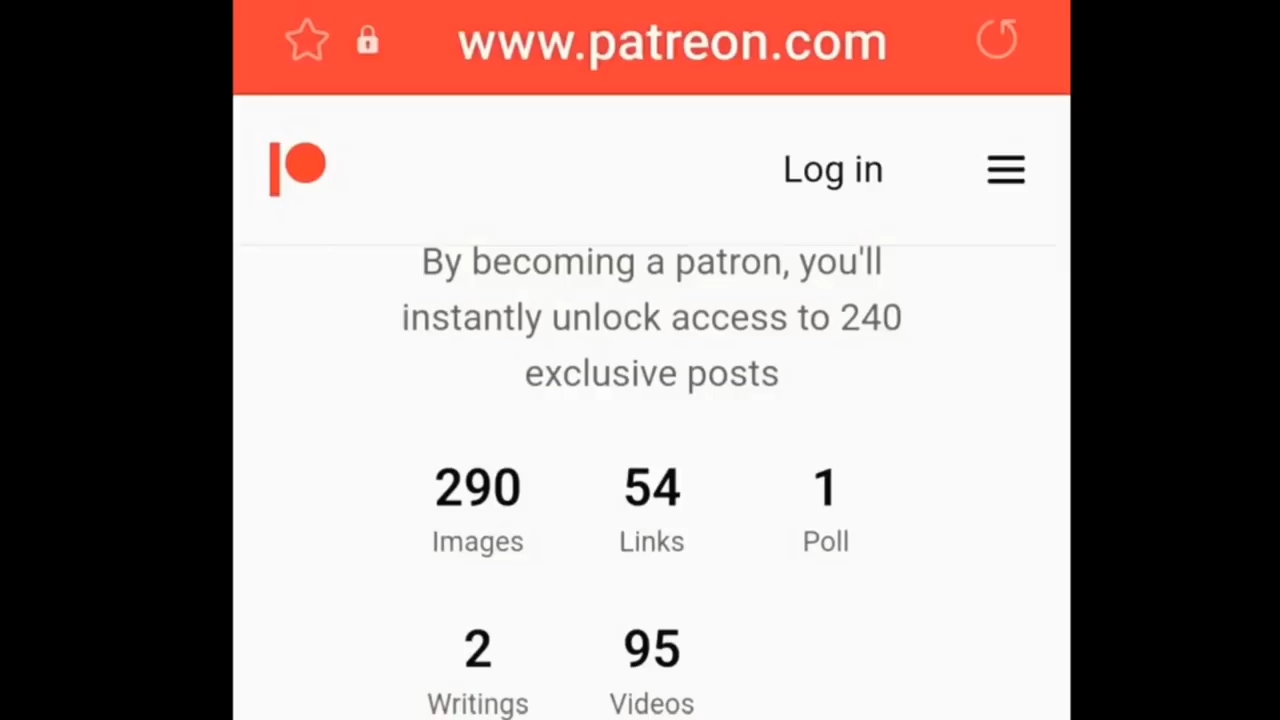 www.patreon.com
Log in
By becoming a patron, you'll
instantly unlock access to 240
exclusive posts
290 54 1
Images Links Poll
2 95
Writings Videos